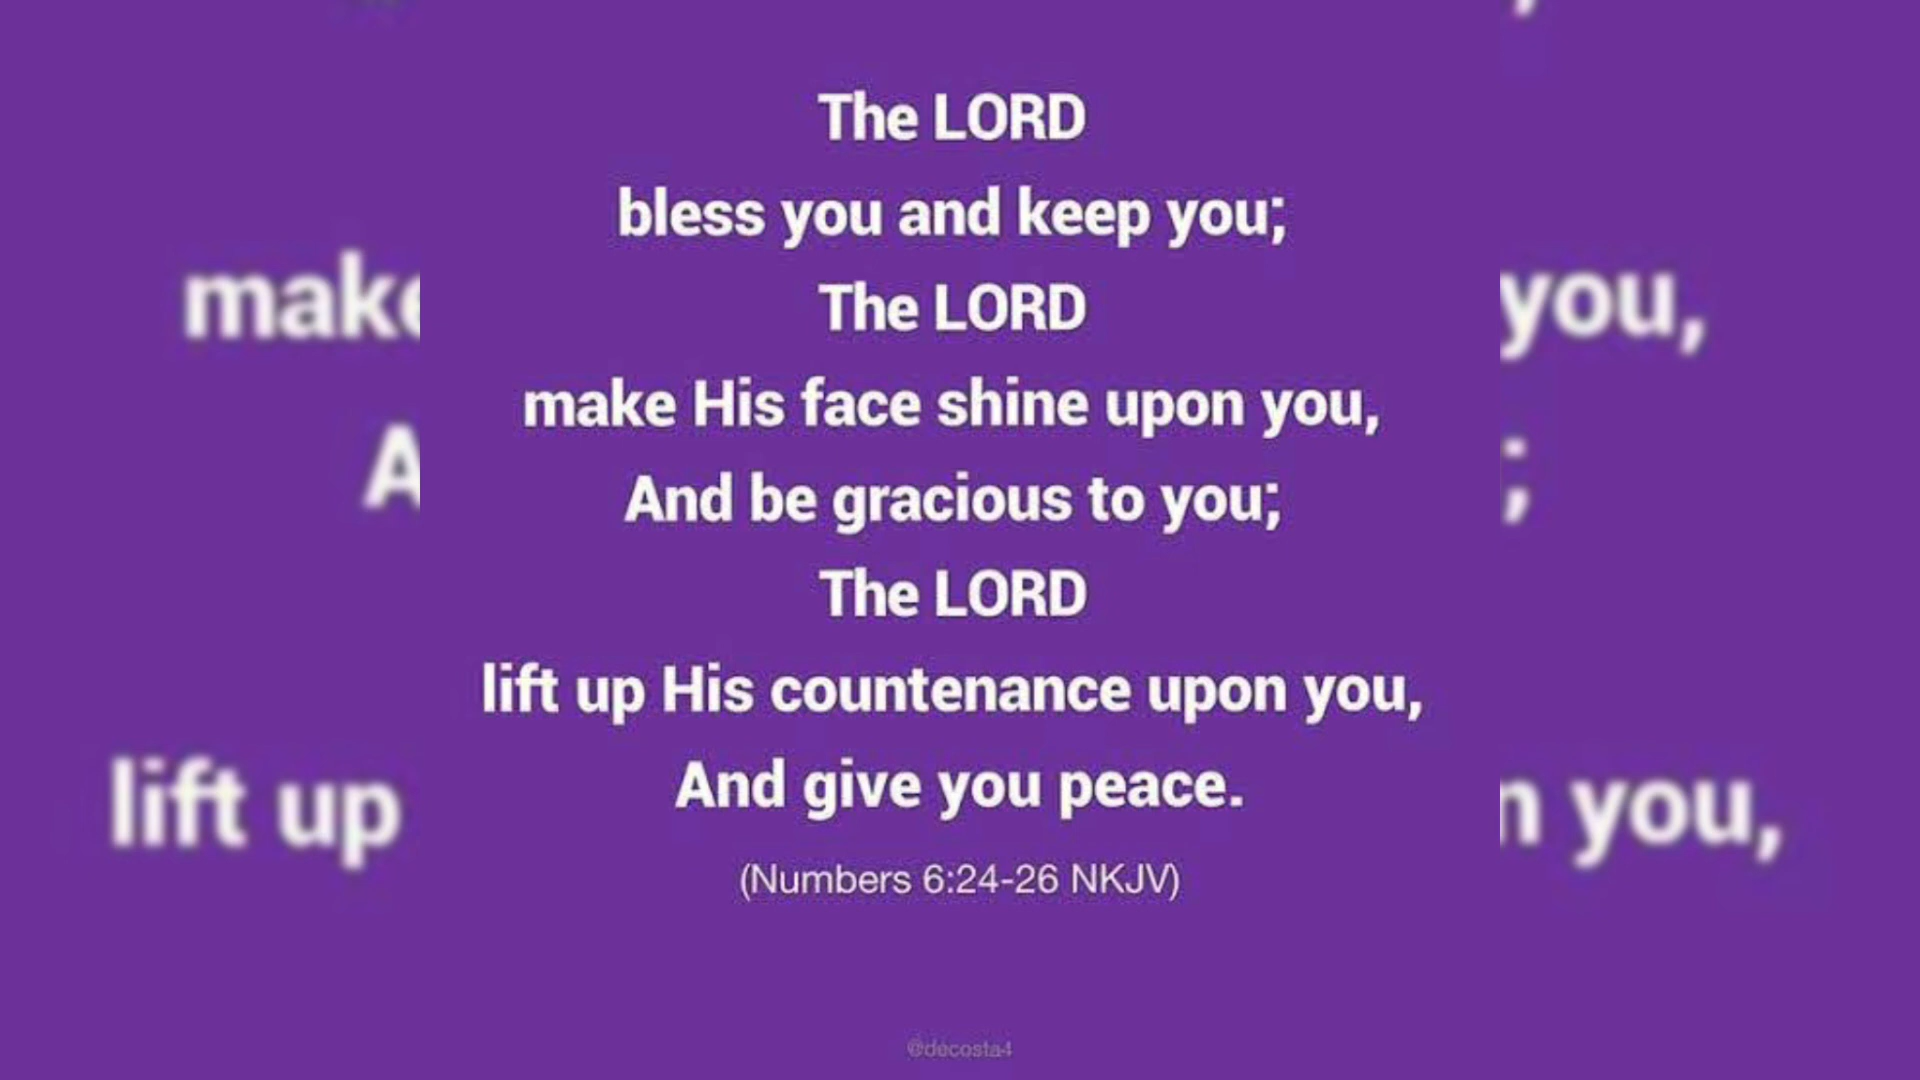 The LORD
bless you and keep you;
The LORD
make His face shine upon you,
And be gracious to you;
The LORD
lift up His countenance upon you,
And give you peace.
(Numbers 6:24-26 NKJV)
@decosta4